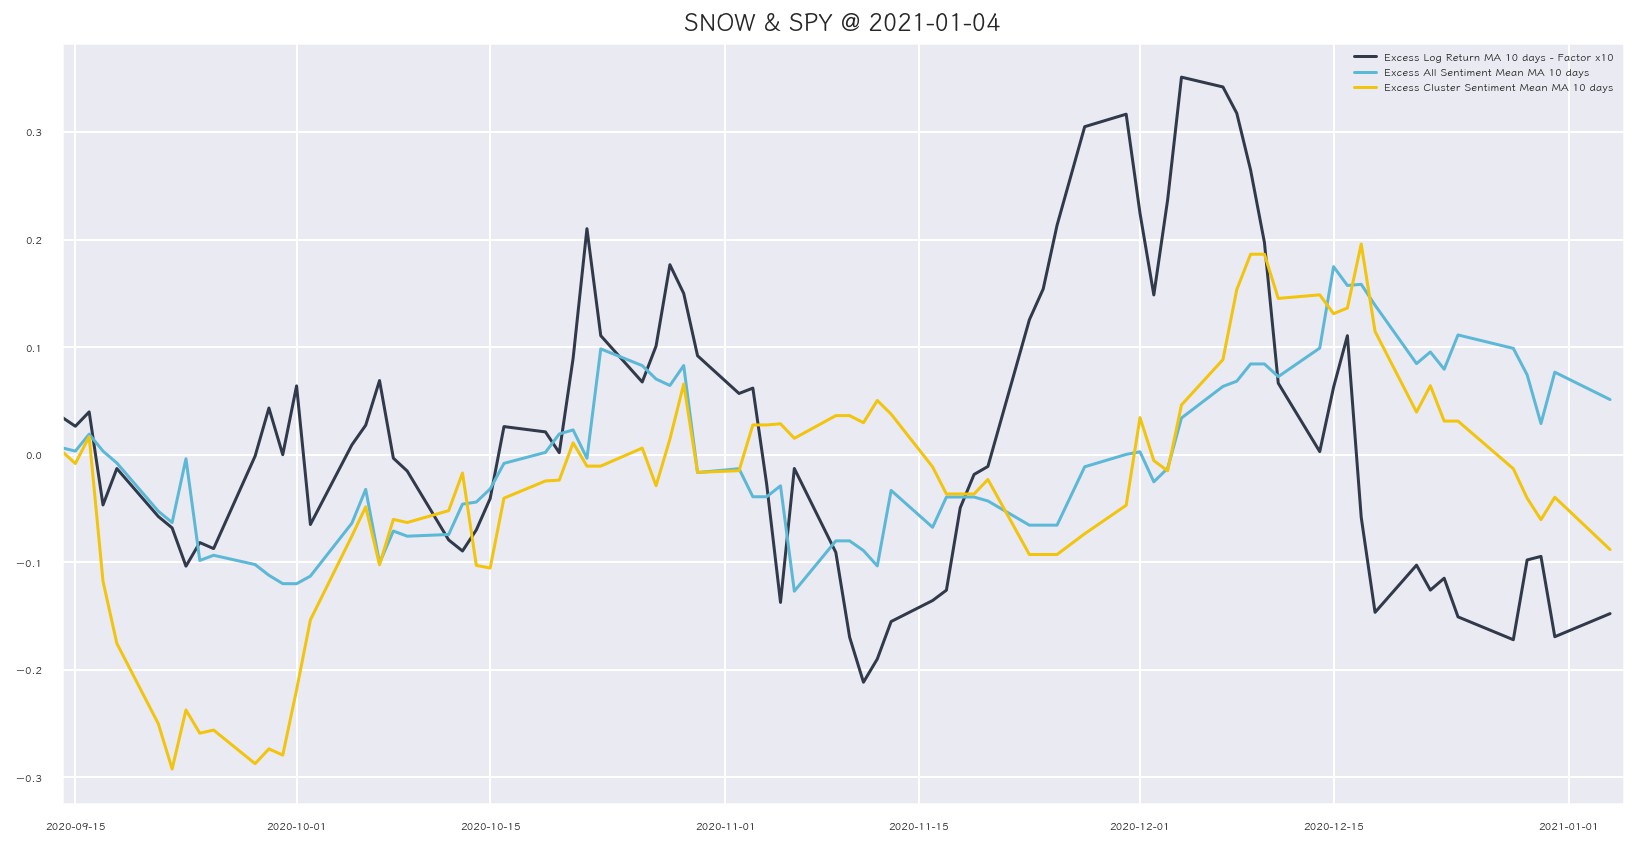 SNOW & SPY @ 2021-01-04
Excess Log Return MA 10 days - Factor x10
Excess All Sentiment Mean MA 10 days
Excess Cluster Sentiment Mean MA 10 days
0.3
0.2
0.1
0.0
−0.1
−0.2
−0.3
2020-09-15 2020-10-01 2020-10-15 2020-11-01 2020-11-15 2020-12-01 2020-12-15 2021-01-01